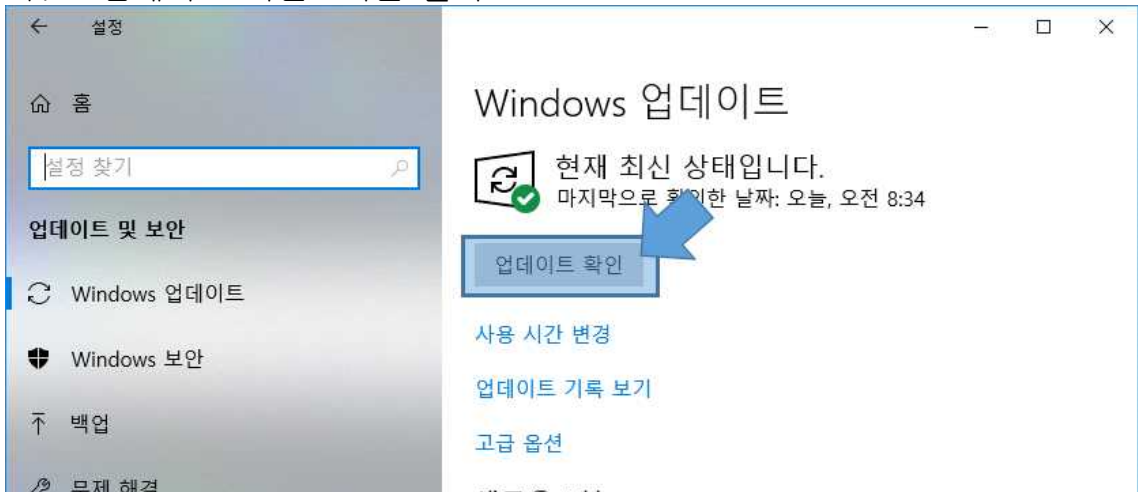 설정
홈
설정 찾기
업데이트 및 보안
Windows 업데이트
Windows 보안
백업
문제 해결
Windows 업데이트
현재 최신 상태입니다.
마지막으로 확인한 날짜: 오늘, 오전 8:34
업데이트 확인
사용 시간 변경
업데이트 기록 보기
고급 옵션